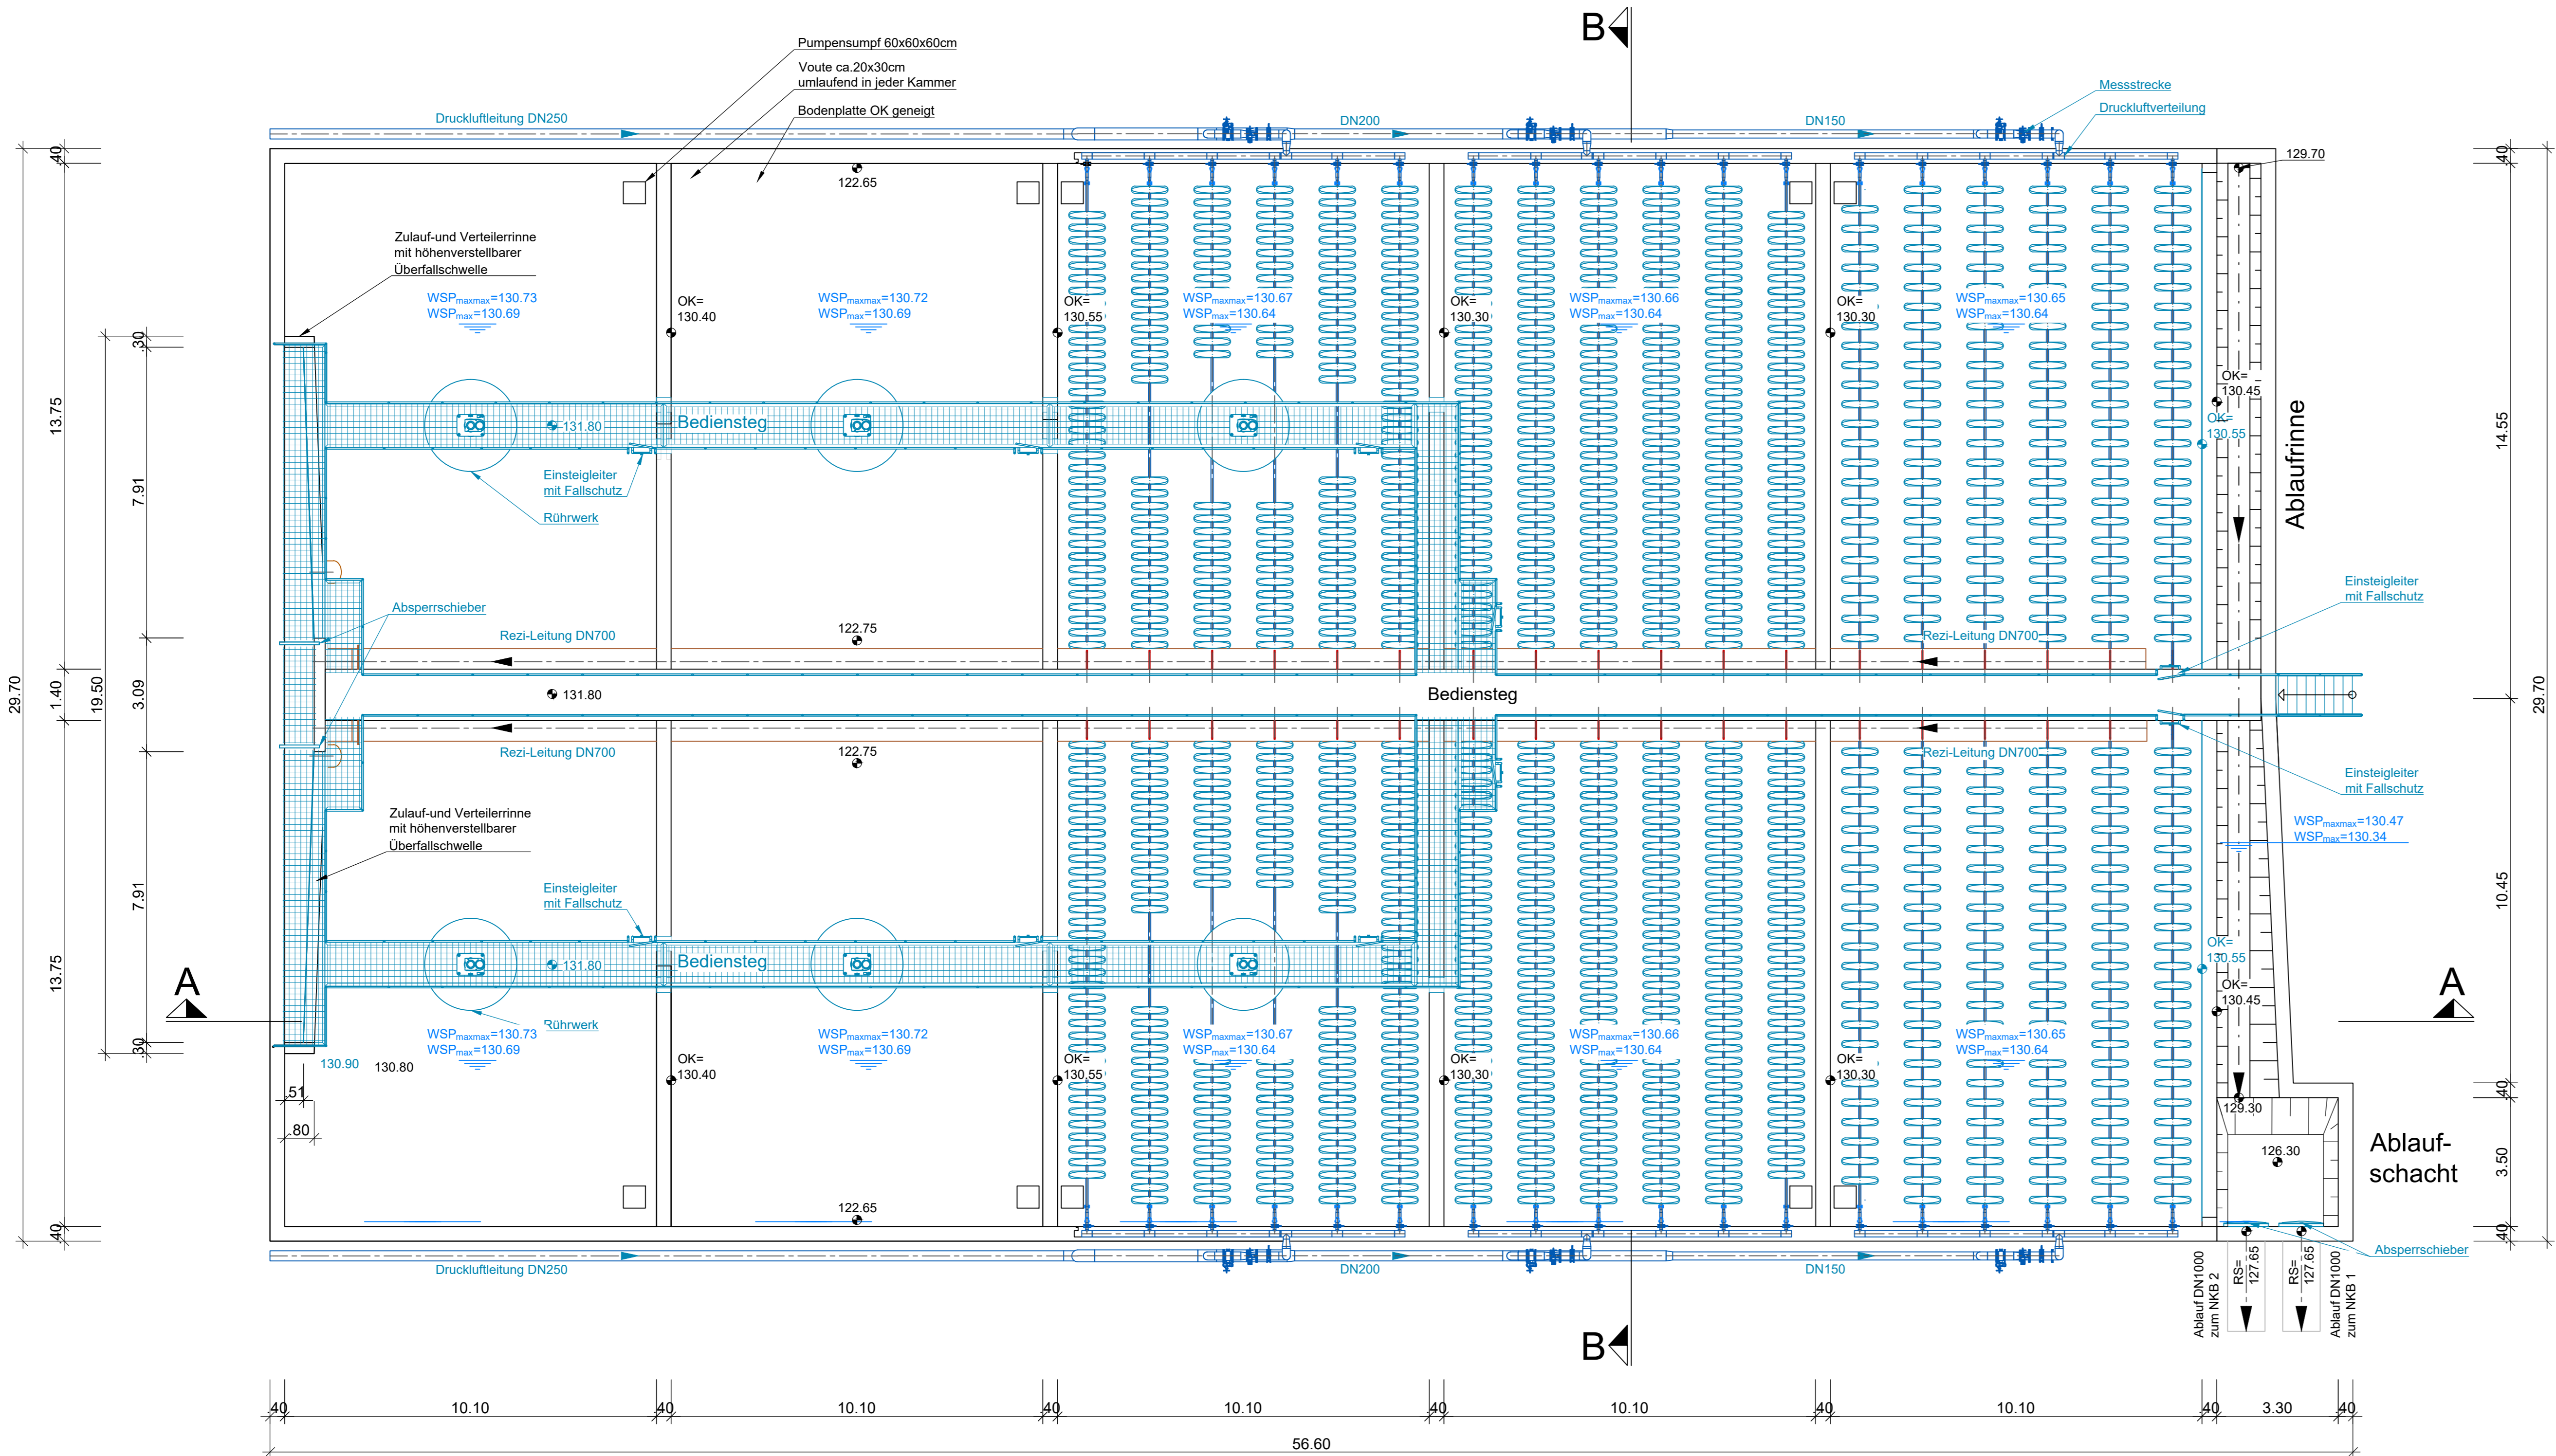 B
Pumpensumpf 60x60x60cm
Voute ca.20x30cm
umlaufend in jeder Kammer
Bodenplatte OK geneigt
Messstrecke
Druckluftverteilung
Druckluftleitung DN250
DN200
DN150
.40
.40
129.70
122.65
Zulauf-und Verteilerrinne
mit höhenverstellbarer
Überfallschwelle
WSPmaxmax=130.73
WSPmax=130.69
OK=
130.40
WSPmaxmax=130.72
WSPmax=130.69
OK=
130.55
WSPmaxmax=130.67
WSPmax=130.64
OK=
130.30
WSPmaxmax=130.66
WSPmax=130.64
OK=
130.30
WSPmaxmax=130.65
WSPmax=130.64
.30
OK=
130.45
OK=
130.55
Ablaufrinne
13.75
14.55
7.91
Bediensteg
131.80
Einsteigleiter
mit Fallschutz
Rührwerk
Absperrschieber
Einsteigleiter
mit Fallschutz
122.75
Rezi-Leitung DN700
Rezi-Leitung DN700
29.70
1.40
19.50
3.09
131.80
Bediensteg
29.70
Rezi-Leitung DN700
Rezi-Leitung DN700
122.75
Einsteigleiter
mit Fallschutz
Zulauf-und Verteilerrinne
mit höhenverstellbarer
Überfallschwelle
WSPmaxmax=130.47
WSPmax=130.34
7.91
10.45
Einsteigleiter
mit Fallschutz
Bediensteg
131.80
OK=
130.55
OK=
130.45
A
A
13.75
Rührwerk
WSPmaxmax=130.73
WSPmax=130.69
WSPmaxmax=130.72
WSPmax=130.69
WSPmaxmax=130.67
WSPmax=130.64
WSPmaxmax=130.66
WSPmax=130.64
WSPmaxmax=130.65
WSPmax=130.64
.30
130.90
130.80
OK=
130.40
OK=
130.55
OK=
130.30
OK=
130.30
.51
.80
.40
129.30
126.30
Ablauf-
schacht
3.50
122.65
.40
.40
Absperrschieber
Druckluftleitung DN250
DN200
DN150
Ablauf DN1000
zum NKB 2
RS=
127.65
RS=
127.65
Ablauf DN1000
zum NKB 1
B
.40
10.10
.40
10.10
.40
10.10
.40
10.10
.40
10.10
.40
3.30
.40
56.60